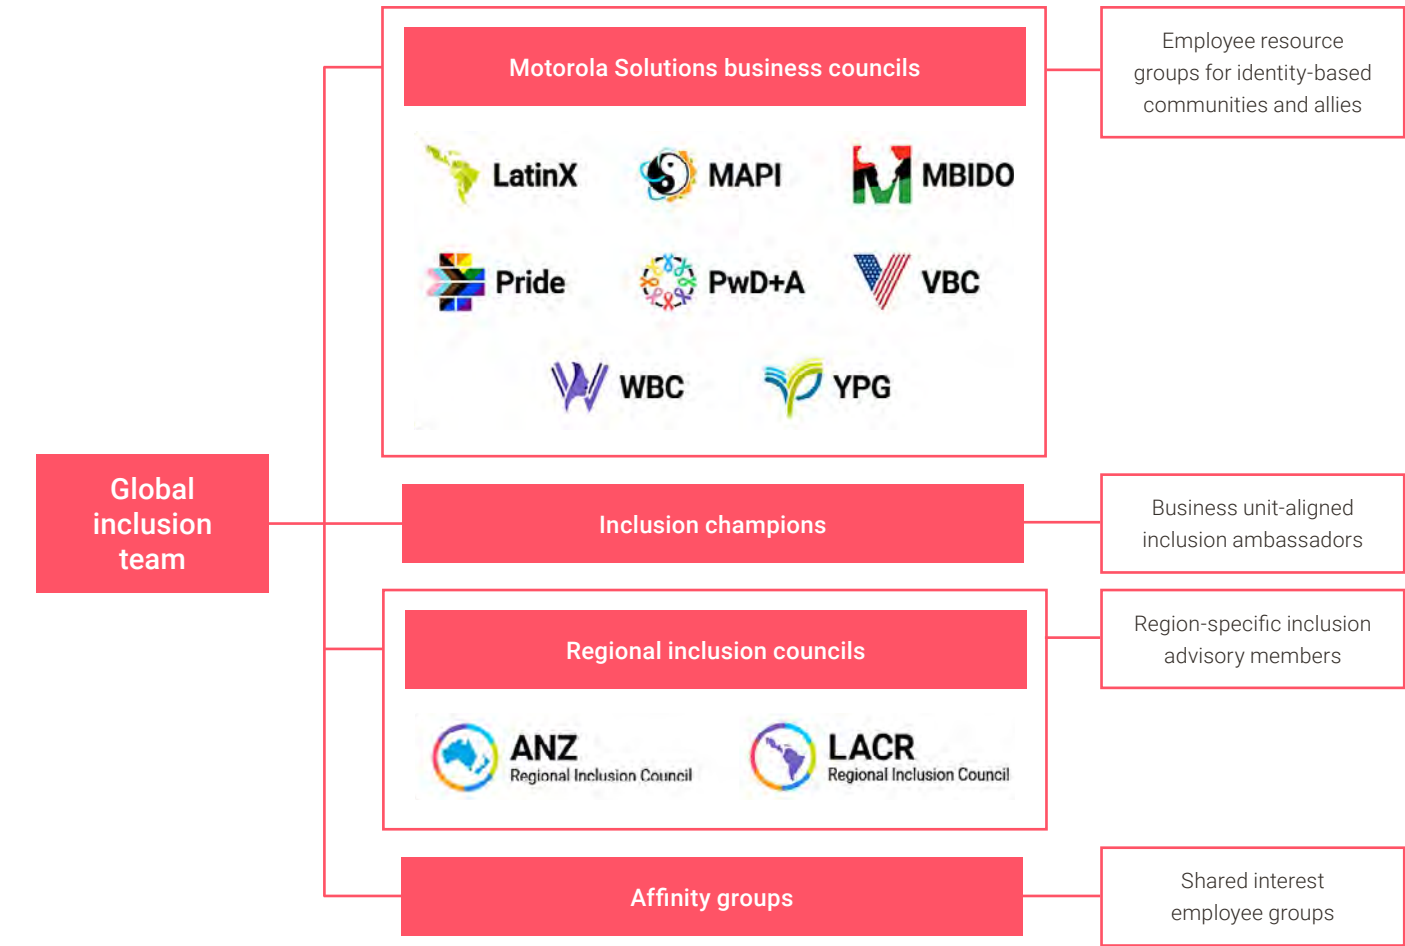 Motorola Solutions business councils
Employee resource
groups for identity-based
communities and allies
LatinX
MAPI
MBIDO
Pride
PwD+A
VBC
WBC
YPG
Global
inclusion
team
Inclusion champions
Business unit-aligned
inclusion ambassadors
Regional inclusion councils
Region-specific inclusion
advisory members
ANZ
Regional Inclusion Council
LACR
Regional Inclusion Council
Affinity groups
Shared interest
employee groups